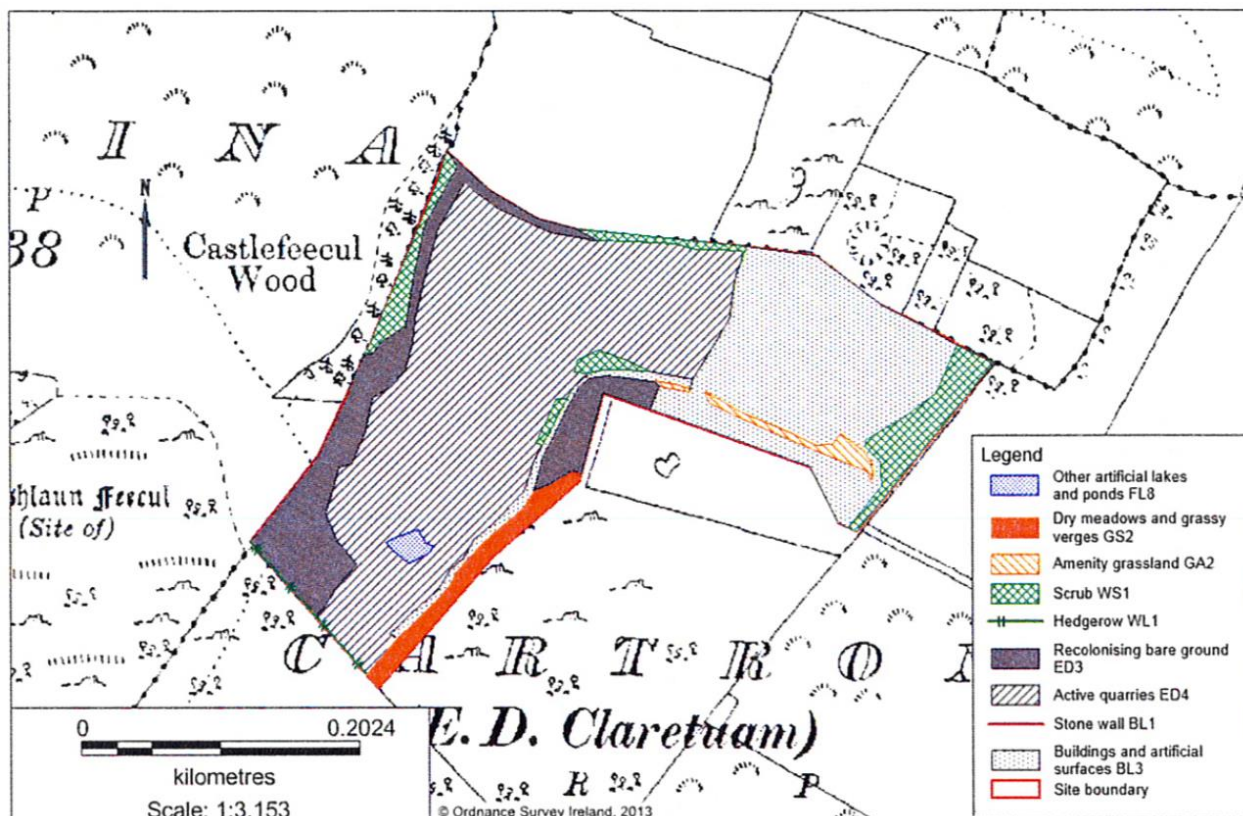 I N A
N
P
38
Castlefeecul
Wood
9
shlaun Feecul
(Site of)
C A R T R O
E.D. Claretuam)
R P
0 0.2024
kilometres
Scale: 1:3,153
© Ordnance Survey Ireland, 2013
Legend
Other artificial lakes
and ponds FL8
Dry meadows and grassy
verges GS2
Amenity grassland GA2
Scrub WS1
Hedgerow WL1
Recolonising bare ground
ED3
Active quarries ED4
Stone wall BL1
Buildings and artificial
surfaces BL3
Site boundary